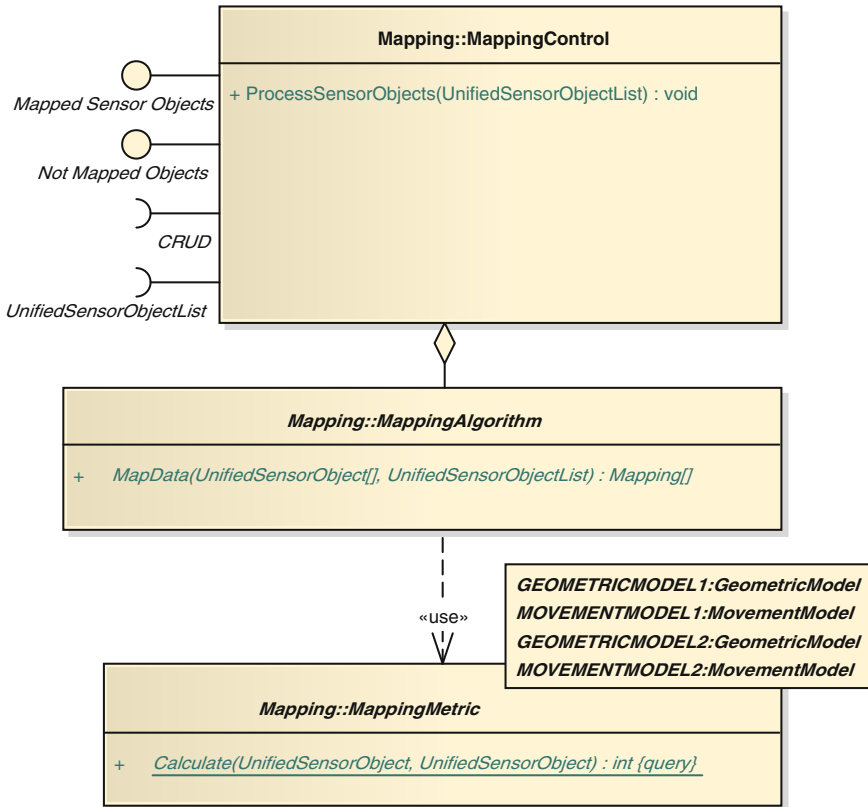 Mapping::MappingControl
+ ProcessSensorObjects(UnifiedSensorObjectList) : void
Mapped Sensor Objects
Not Mapped Objects
CRUD
UnifiedSensorObjectList
Mapping::MappingAlgorithm
+ MapData(UnifiedSensorObject[], UnifiedSensorObjectList) : Mapping[]
«use»
GEOMETRICMODEL1:GeometricModel
MOVEMENTMODEL1:MovementModel
GEOMETRICMODEL2:GeometricModel
MOVEMENTMODEL2:MovementModel
Mapping::MappingMetric
+ Calculate(UnifiedSensorObject, UnifiedSensorObject) : int {query}